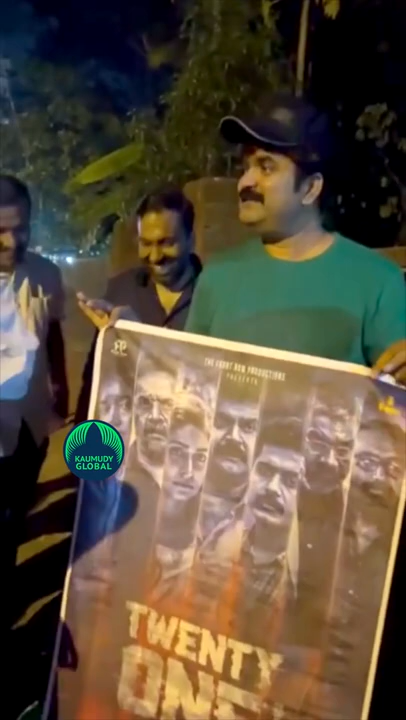 THE FRONT ROW PRODUCTIONS
PRESENTS
KAUMUDY
GLOBAL
TWENTY
ONE